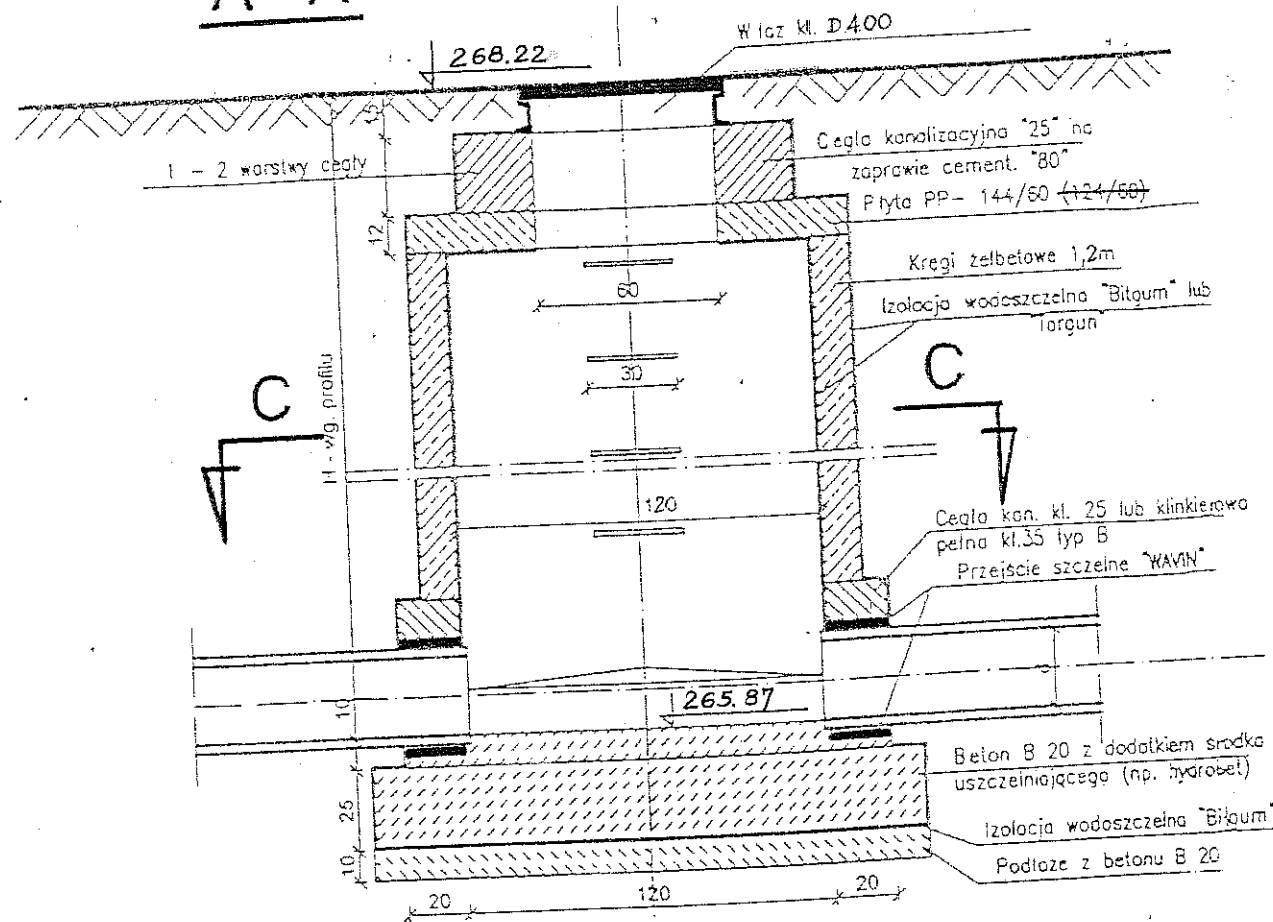 A-A
Właz kl. D400
268.22
15
Cegła kanalizacyjna "25" na
zaprawie cement. "80"
1 - 2 warstwy cegły
Płyta PP- 144/60 (124/60)
12
Kręgi żelbetowe 1,2m
60
Izolacja wodoszczelna "Bitgum" lub
30
C
C
H - wg. profilu
120
Cegła kan. kl. 25 lub klinkierowa
pełna kl.35 typ B
Przejście szczelne "WAVIN"
10
265.87
Beton B 20 z dodatkiem środka
uszczelniającego (np. hydrobet)
25
Izolacja wodoszczelna "Bitgum"
10
Podłoże z betonu B 20
20
120
20